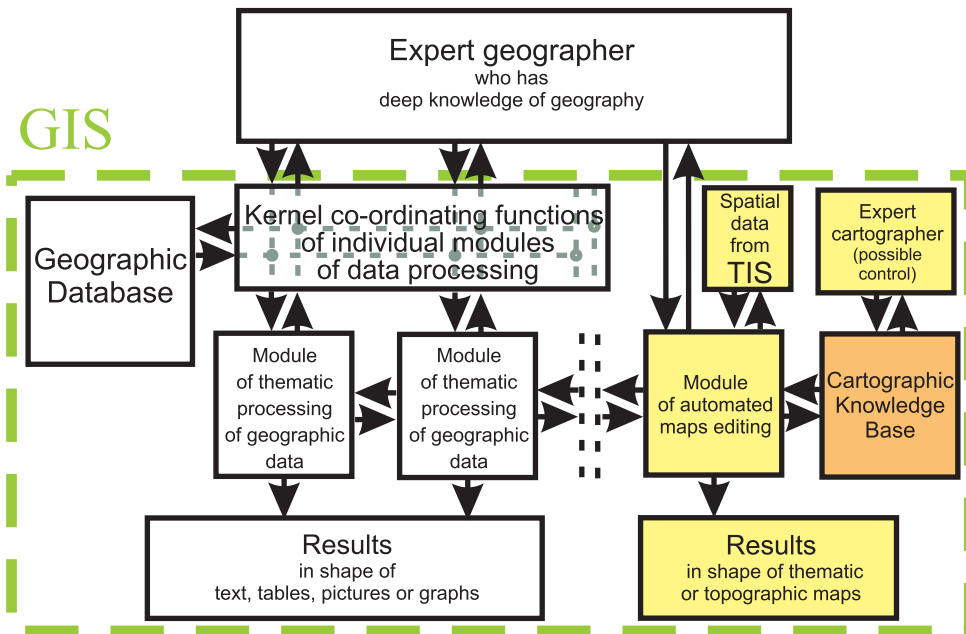 Expert geographer
who has
deep knowledge of geography
GIS
Geographic
Database
Kernel co-ordinating functions
of individual modules
of data processing
Spatial
data
from
TIS
Expert
cartographer
(possible
control)
Module
of thematic
processing
of geographic
data
Module
of thematic
processing
of geographic
data
Module
of automated
maps editing
Cartographic
Knowledge
Base
Results
in shape of
text, tables, pictures or graphs
Results
in shape of thematic
or topographic maps